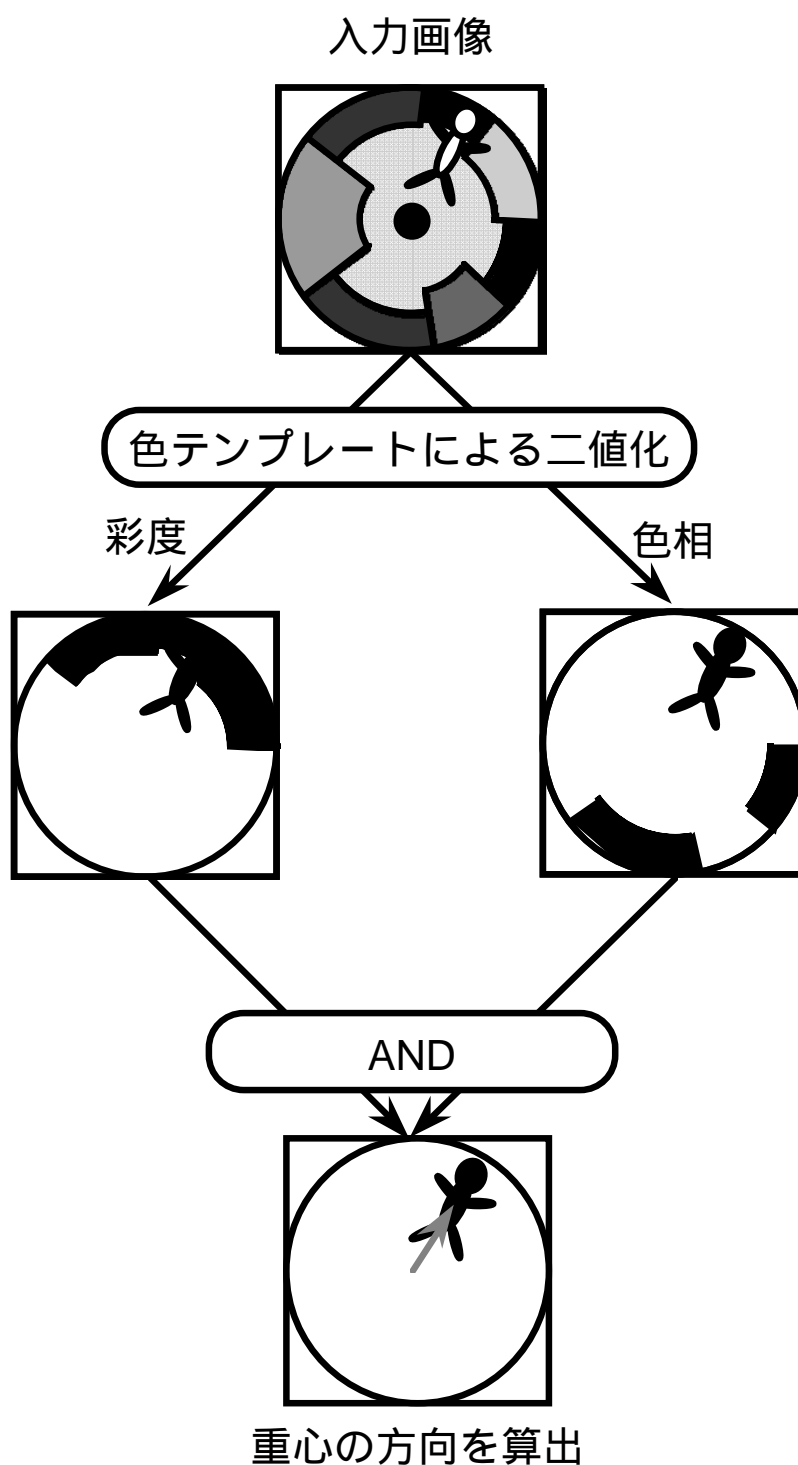 入力画像
色テンプレートによる二値化
彩度
色相
AND
重心の方向を算出